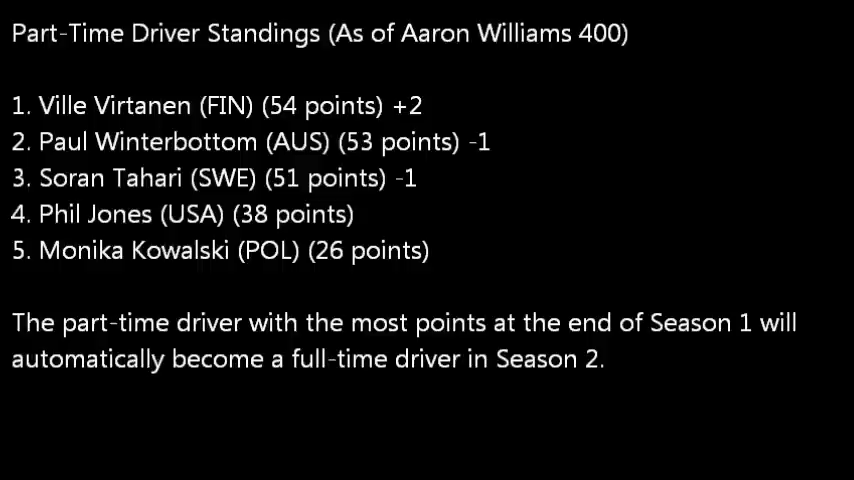 Part-Time Driver Standings (As of Aaron Williams 400)
1. Ville Virtanen (FIN) (54 points) +2
2. Paul Winterbottom (AUS) (53 points) -1
3. Soran Tahari (SWE) (51 points) -1
4. Phil Jones (USA) (38 points)
5. Monika Kowalski (POL) (26 points)
The part-time driver with the most points at the end of Season 1 will
automatically become a full-time driver in Season 2.